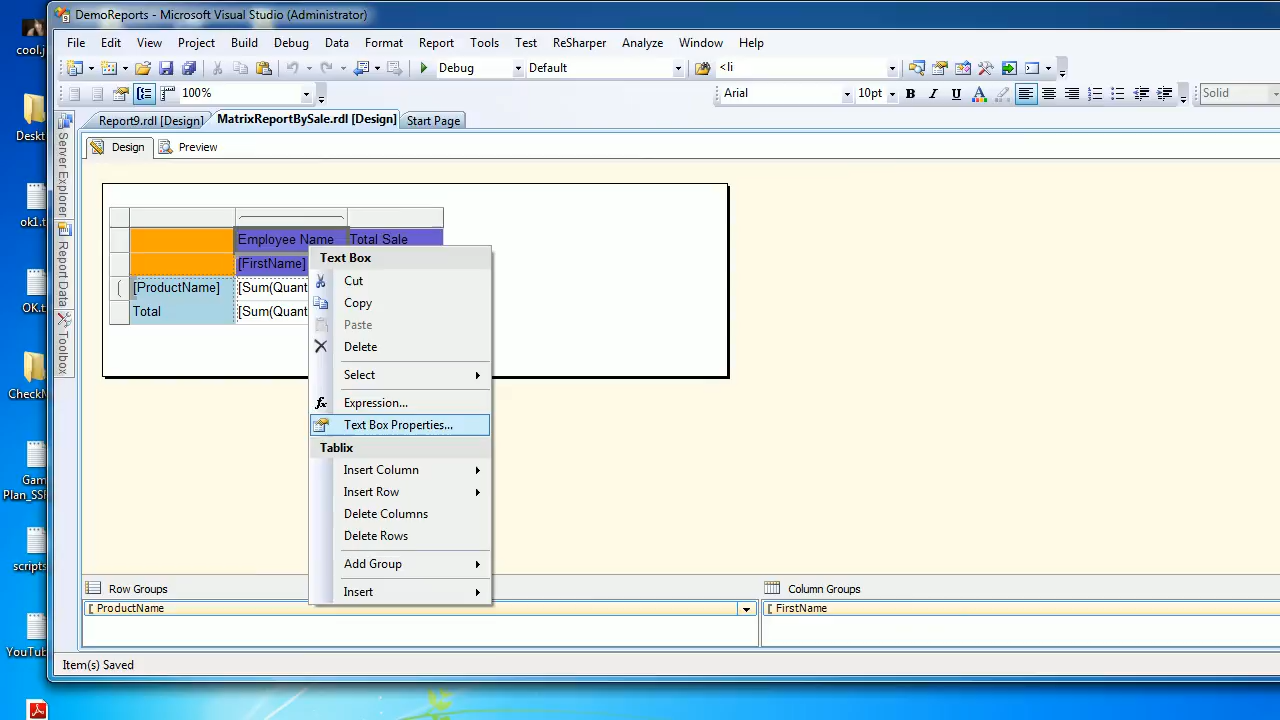 DemoReports - Microsoft Visual Studio (Administrator)
File Edit View Project Build Debug Data Format Report Tools Test ReSharper Analyze Window Help
Debug Default <li
100% Arial 10pt B I U A Solid
Report9.rdl [Design] MatrixReportBySale.rdl [Design] Start Page
Design Preview
Server Explorer
Report Data
Toolbox
Employee Name Total Sale
[FirstName]
[ProductName] [Sum(Quant
Total [Sum(Quant
Text Box
Cut
Copy
Paste
Delete
Select
fx Expression...
Text Box Properties...
Tablix
Insert Column
Insert Row
Delete Columns
Delete Rows
Add Group
Insert
Row Groups Column Groups
[ ProductName [ FirstName
Item(s) Saved
cool.j
Deskt
ok1.t
OK.t
CheckM
Gam
Plan_SSI
scripts
YouTub